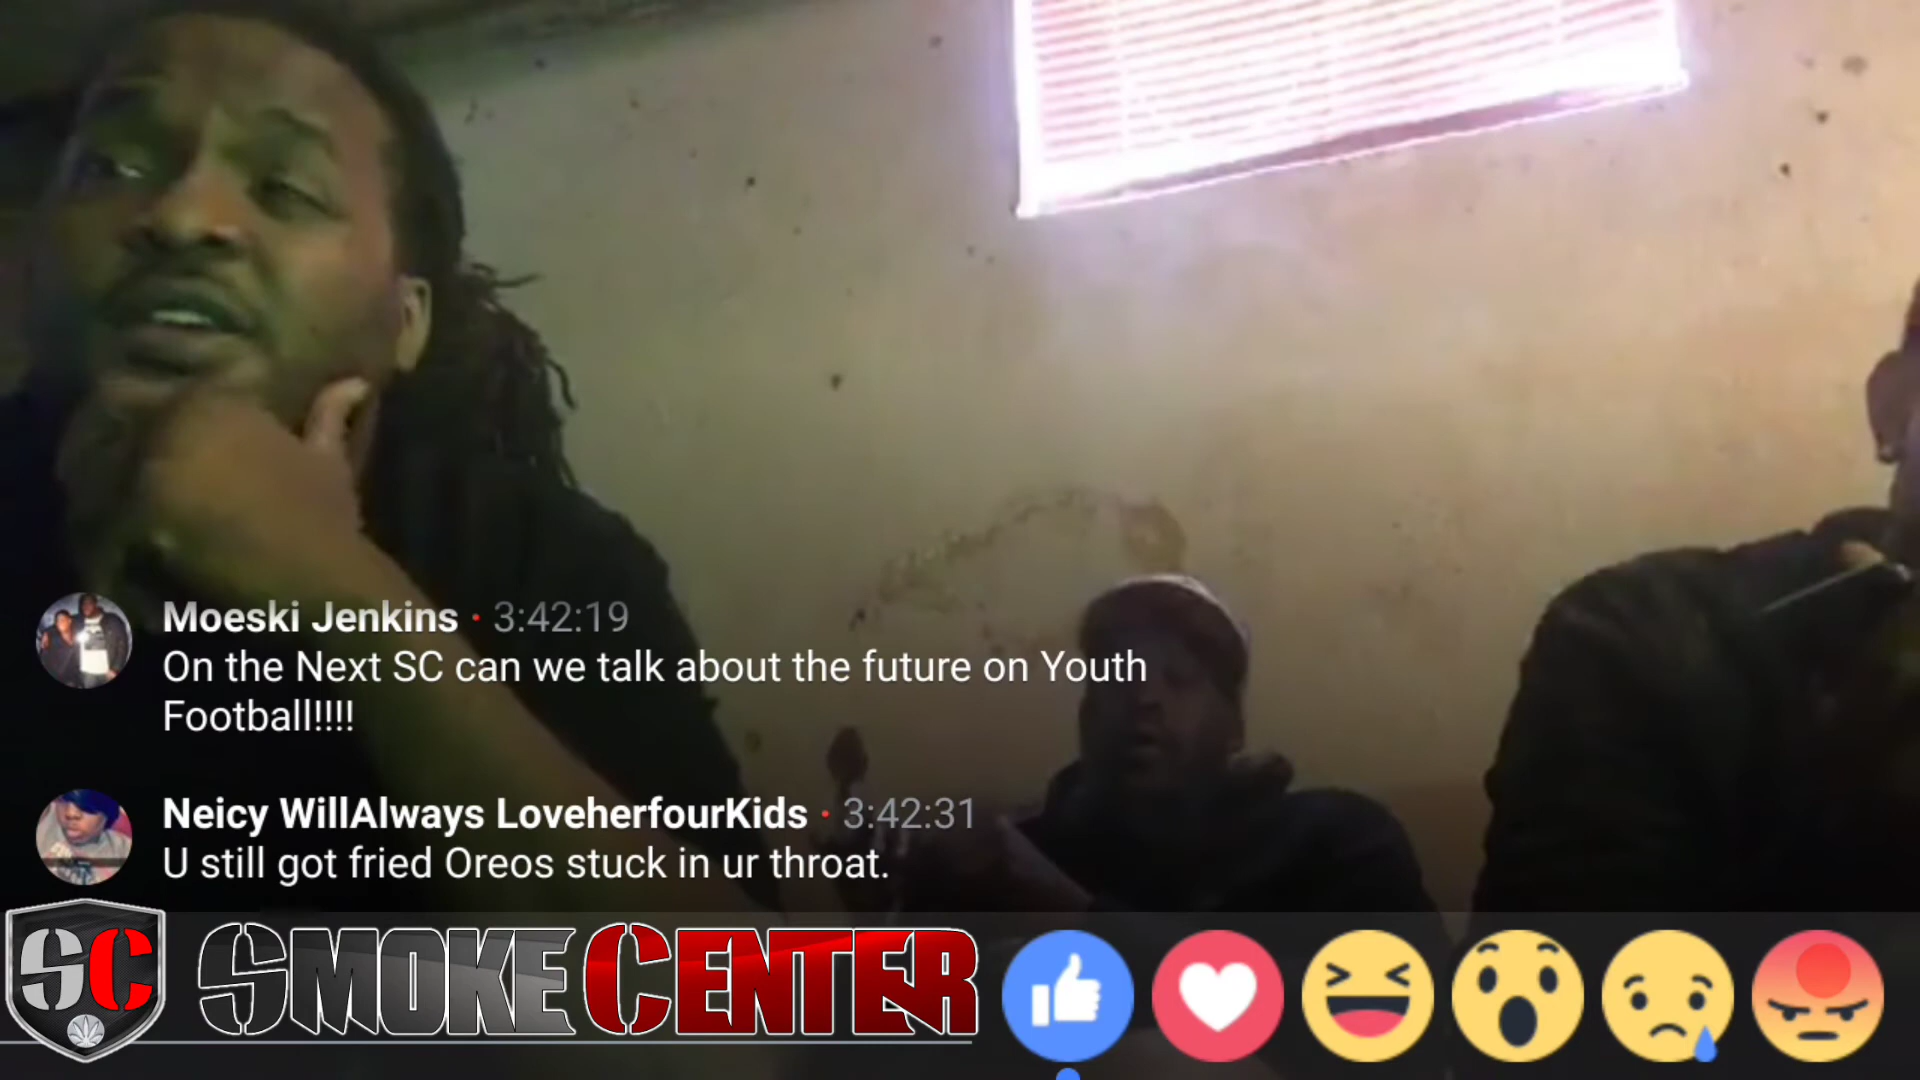 Moeski Jenkins • 3:42:19
On the Next SC can we talk about the future on Youth
Football!!!!
Neicy WillAlways LoveherfourKids • 3:42:31
U still got fried Oreos stuck in ur throat.
SC SMOKE CENTER